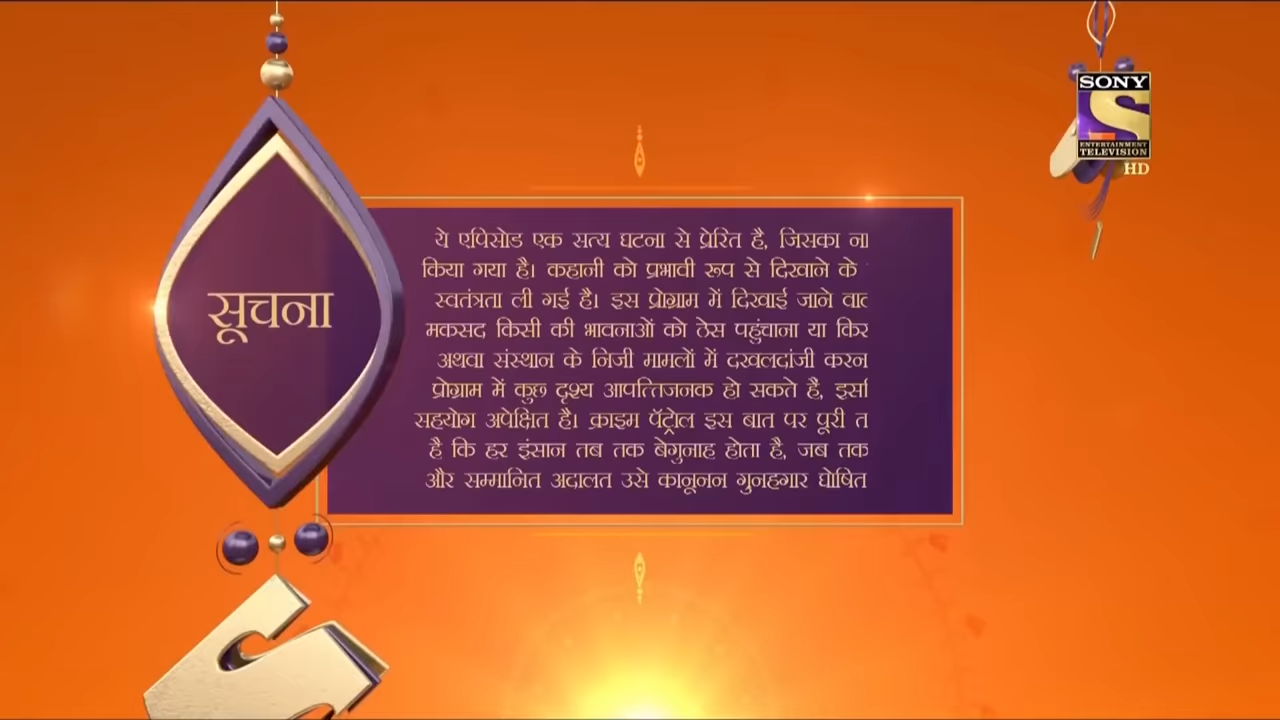 SONY
ENTERTAINMENT
TELEVISION
HD
सूचना
ये एपिसोड एक सत्य घटना से प्रेरित है, जिसका ना
किया गया है। कहानी को प्रभावी रूप से दिखाने के
स्वतंत्रता ली गई है। इस प्रोग्राम में दिखाई जाने
मकसद किसी की भावनाओं को ठेस पहुंचाना या
अथवा संस्थान के निजी मामलों में दखलदांजी करन
प्रोग्राम में कुछ दृश्य आपत्तिजनक हो सकते है,
सहयोग अपेक्षित है। क्राइम पॅट्रोल इस बात पर पूरी त
है कि हर इंसान तब तक बेगुनाह होता है, जब तक
और सम्मानित अदालत उसे कानूनन गुनहगार घोषित